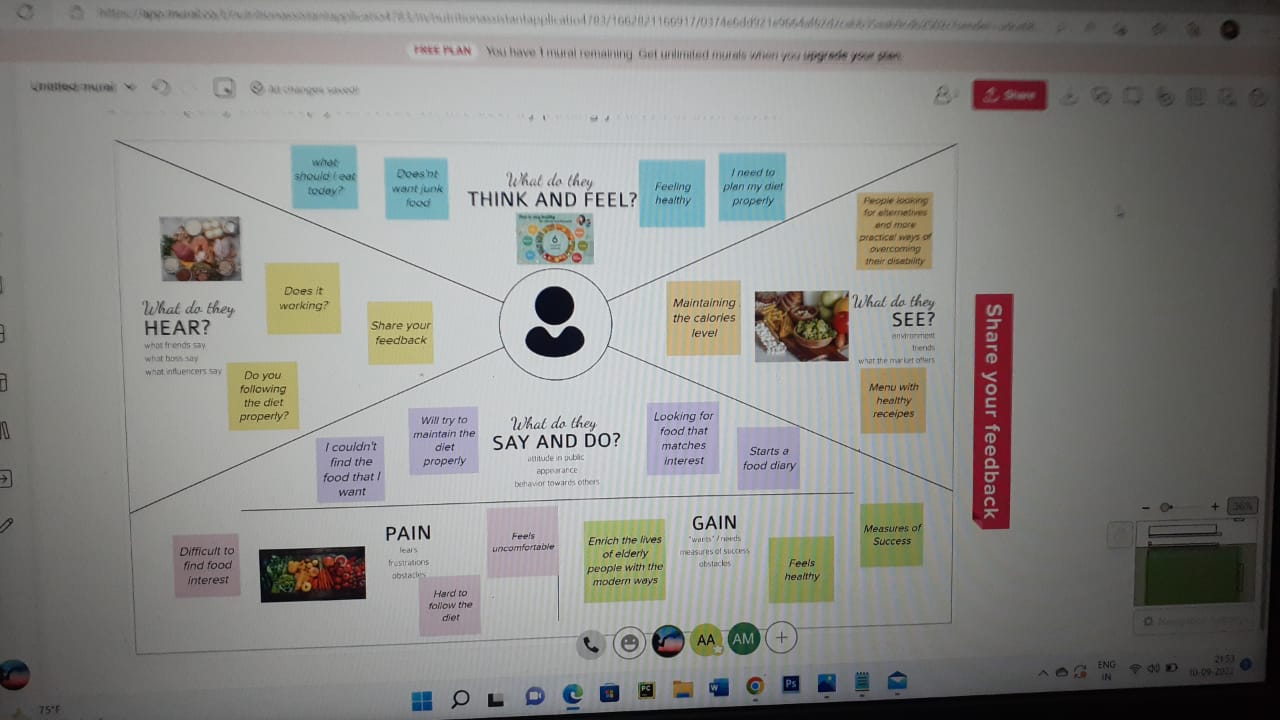 FREE PLAN You have 1 mural remaining. Get unlimited murals when you upgrade your plan.
Untitled mural
All changes saved!
Share
what
should i eat
today?
Does'nt
want junk
food
What do they
THINK AND FEEL?
Feeling
healthy
I need to
plan my diet
properly
People looking
for alternatives
and more
practical ways of
overcoming
their disability
What do they
HEAR?
what friends say
what boss say
what influencers say
Does it
working?
Share your
feedback
Do you
following
the diet
properly?
Maintaining
the calories
level
What do they
SEE?
environment
friends
what the market offers
Menu with
healthy
receipes
Share your feedback
I couldn't
find the
food that I
want
Will try to
maintain the
diet
properly
What do they
SAY AND DO?
attitude in public
appearance
behavior towards others
Looking for
food that
matches
interest
Starts a
food diary
Difficult to
find food
interest
PAIN
fears
frustrations
obstacles
Hard to
follow the
diet
Feels
uncomfortable
Enrich the lives
of elderly
people with the
modern ways
GAIN
"wants" / needs
measures of success
obstacles
Feels
healthy
Measures of
Success
36%
AA
AM
75°F
ENG
IN
21:53
10-09-2022